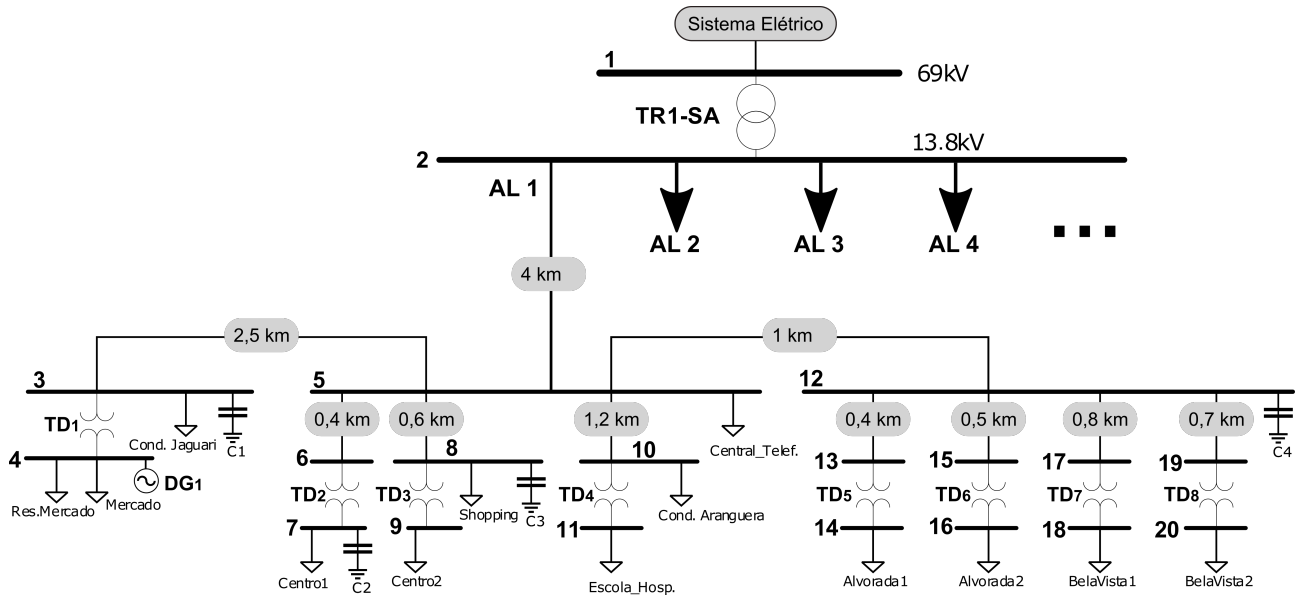 Sistema Elétrico
1
69kV
TR1-SA
13.8kV
2
AL 1
AL 2
AL 3
AL 4
...
4 km
2,5 km
1 km
3
5
12
TD1
Cond. Jaguari
C1
0,4 km
0,6 km
1,2 km
Central_Telef.
0,4 km
0,5 km
0,8 km
0,7 km
C4
4
DG1
Res.Mercado
Mercado
6
8
10
13
15
17
19
TD2
TD3
Shopping
C3
TD4
Cond. Aranguera
TD5
TD6
TD7
TD8
7
9
11
14
16
18
20
Centro1
C2
Centro2
Escola_Hosp.
Alvorada1
Alvorada2
BelaVista1
BelaVista2